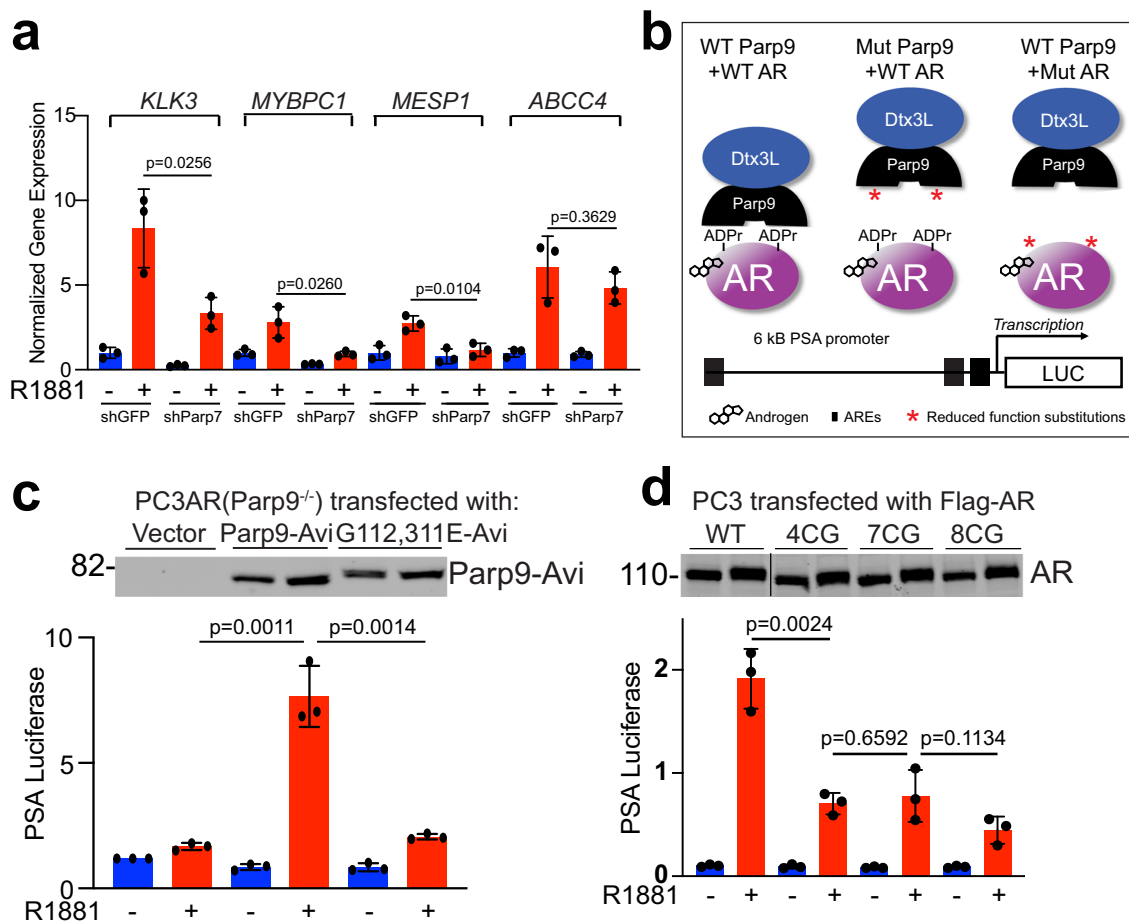 a
KLK3 MYBPC1 MESP1 ABCC4
Normalized Gene Expression
15
10
5
0
p=0.0256
p=0.0260
p=0.0104
p=0.3629
R1881 - + - + - + - + - + - + - + - +
shGFP shParp7 shGFP shParp7 shGFP shParp7 shGFP shParp7
b
WT Parp9 Mut Parp9 WT Parp9
+WT AR +WT AR +Mut AR
Dtx3L Dtx3L Dtx3L
Parp9 Parp9 Parp9
* *
ADPr ADPr ADPr ADPr * *
AR AR AR
6 kB PSA promoter Transcription
LUC
Androgen AREs * Reduced function substitutions
c
PC3AR(Parp9-/-) transfected with:
Vector Parp9-Avi G112,311E-Avi
82- Parp9-Avi
PSA Luciferase
10
5
0
p=0.0011 p=0.0014
R1881 - + - + - +
d
PC3 transfected with Flag-AR
WT 4CG 7CG 8CG
110- AR
PSA Luciferase
2
1
0
p=0.0024
p=0.6592 p=0.1134
R1881 - + - + - + - +